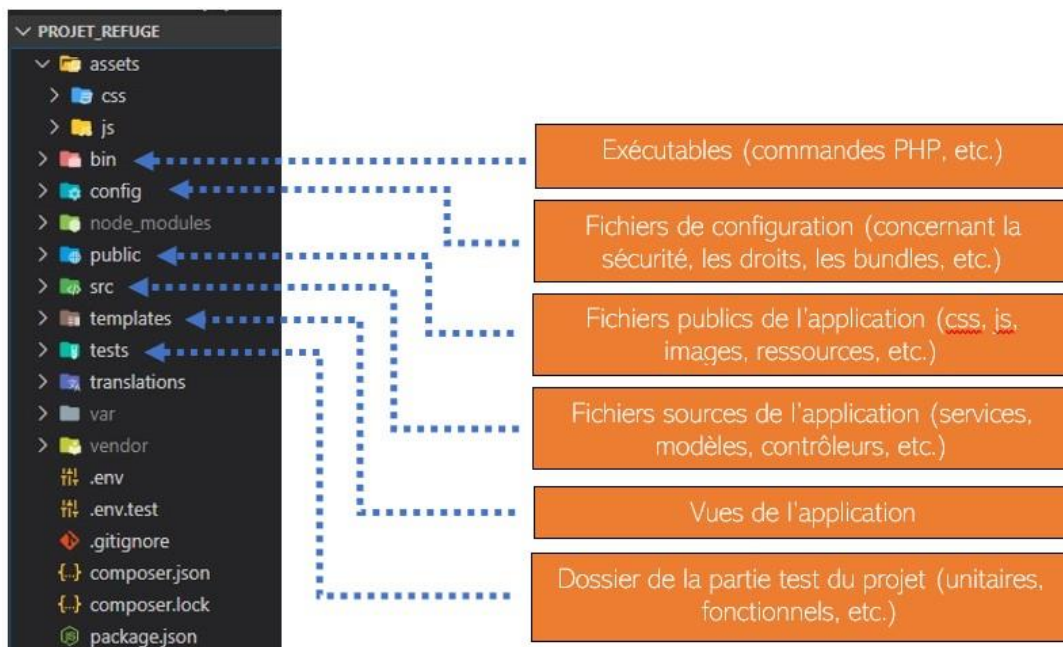 PROJET_REFUGE
assets
css
js
bin
config
node_modules
public
src
templates
tests
translations
var
vendor
.env
.env.test
.gitignore
composer.json
composer.lock
package.json
Exécutables (commandes PHP, etc.)
Fichiers de configuration (concernant la
sécurité, les droits, les bundles, etc.)
Fichiers publics de l'application (css, js,
images, ressources, etc.)
Fichiers sources de l'application (services,
modèles, contrôleurs, etc.)
Vues de l'application
Dossier de la partie test du projet (unitaires,
fonctionnels, etc.)